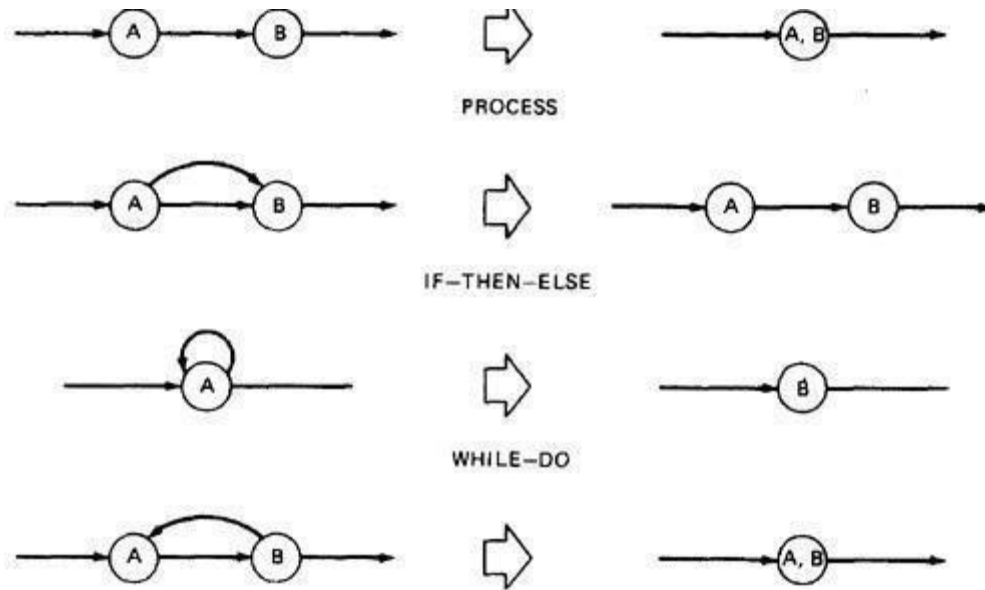 A B A, B
PROCESS
A B A B
IF-THEN-ELSE
A B
WHILE-DO
A B A, B